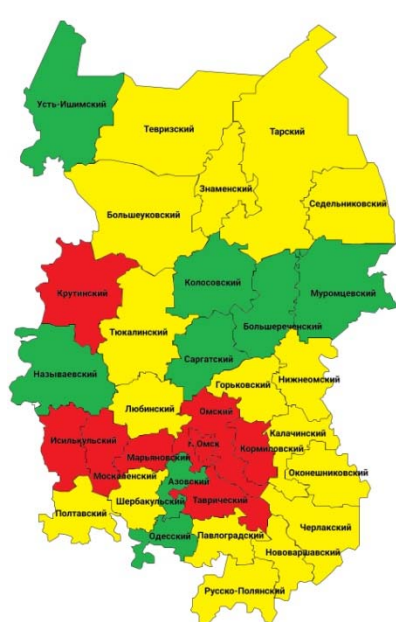 Усть-Ишимский
Тевризский
Тарский
Знаменский
Седельниковский
Большеуковский
Крутинский
Колосовский
Муромцевский
Тюкалинский
Большереченский
Саргатский
Называевский
Горьковский
Нижнеомский
Любинский
Омский
Калачинский
Исилькульский
Марьяновский
г. Омск
Кормиловский
Москаленский
Азовский
Оконешниковский
Таврический
Полтавский
Шербакульский
Черлакский
Одесский
Павлоградский
Нововаршавский
Русско-Полянский